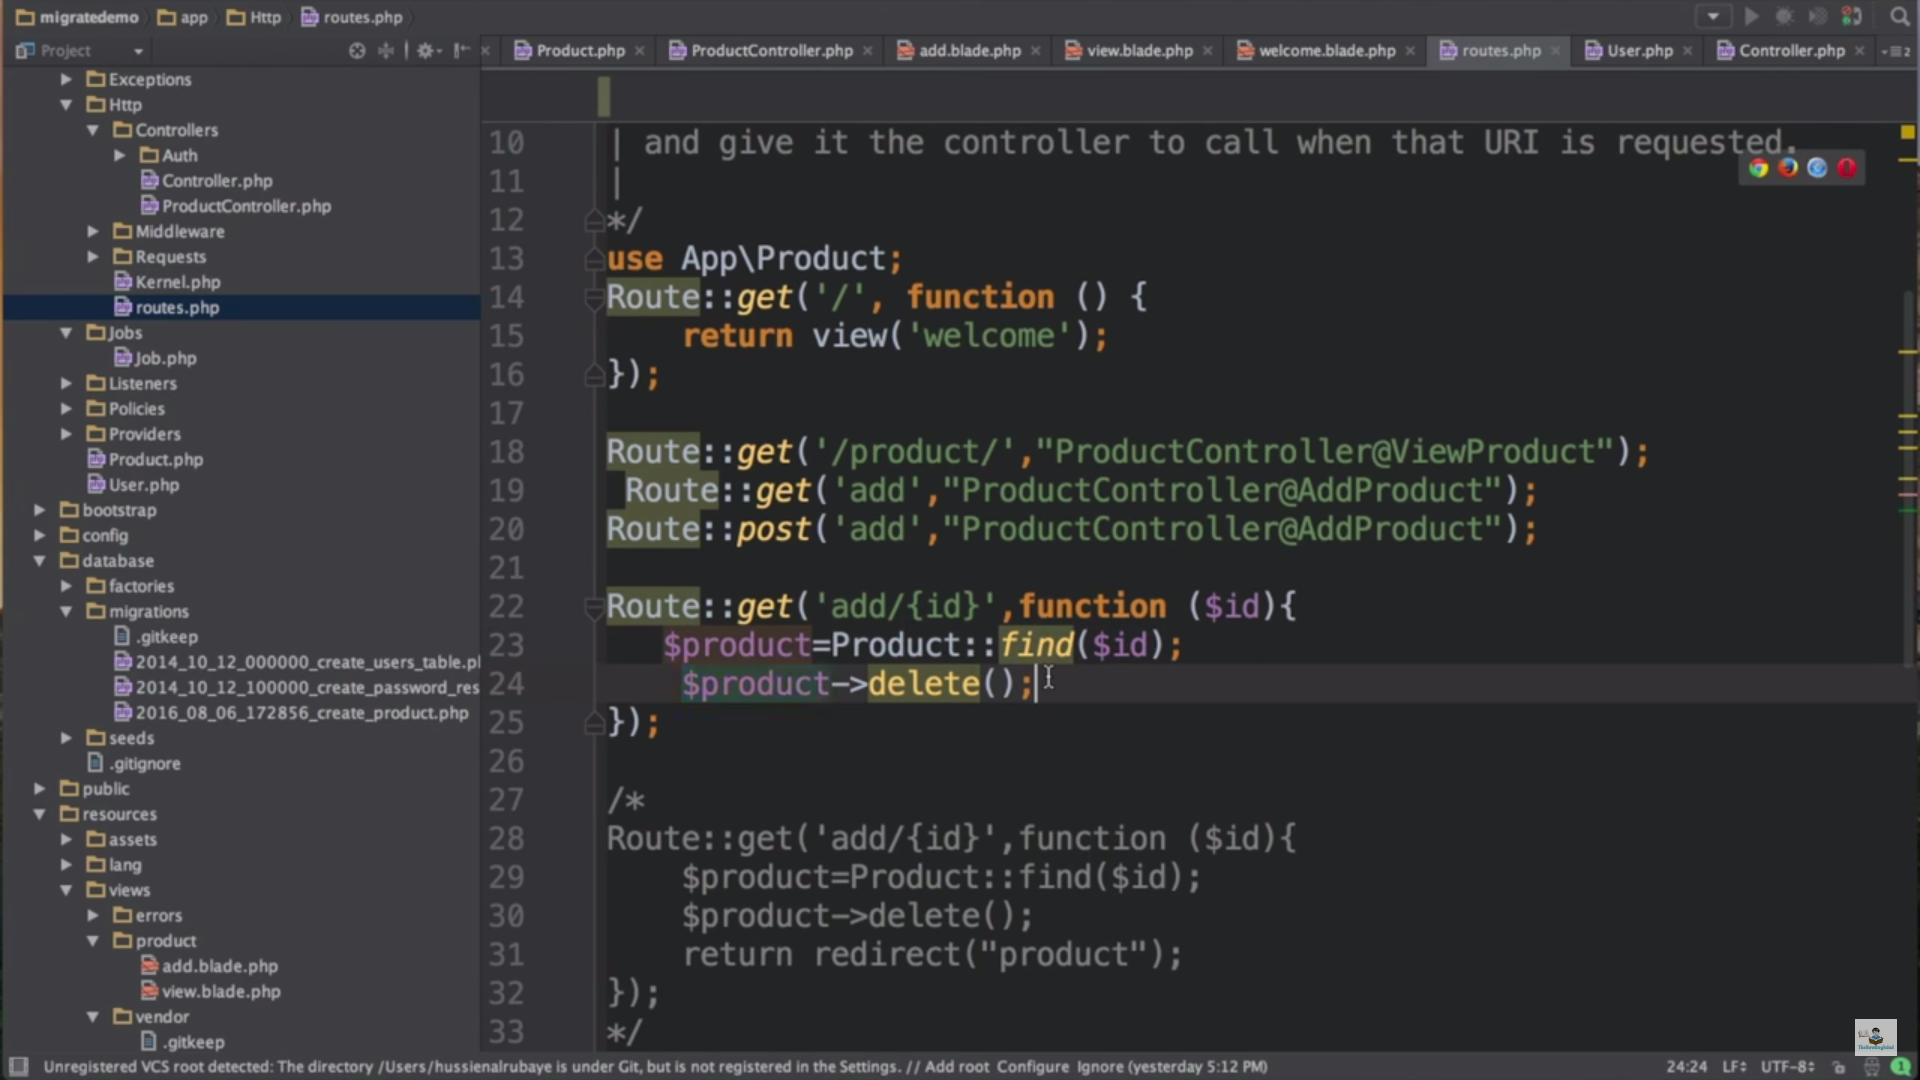 migratedemo app Http routes.php
Project
Product.php ProductController.php add.blade.php view.blade.php welcome.blade.php routes.php User.php Controller.php
Exceptions
Http
Controllers
Auth
Controller.php
ProductController.php
Middleware
Requests
Kernel.php
routes.php
Jobs
Job.php
Listeners
Policies
Providers
Product.php
User.php
bootstrap
config
database
factories
migrations
.gitkeep
2014_10_12_000000_create_users_table.pl
2014_10_12_100000_create_password_res
2016_08_06_172856_create_product.php
seeds
.gitignore
public
resources
assets
lang
views
errors
product
add.blade.php
view.blade.php
vendor
.gitkeep
10 | and give it the controller to call when that URI is requested.
11 |
12 */
13 use App\Product;
14 Route::get('/', function () {
15 return view('welcome');
16 });
17
18 Route::get('/product/',"ProductController@ViewProduct");
19 Route::get('add',"ProductController@AddProduct");
20 Route::post('add',"ProductController@AddProduct");
21
22 Route::get('add/{id}',function ($id){
23 $product=Product::find($id);
24 $product->delete();
25 });
26
27 /*
28 Route::get('add/{id}',function ($id){
29 $product=Product::find($id);
30 $product->delete();
31 return redirect("product");
32 });
33 */
Unregistered VCS root detected: The directory /Users/hussienalrubaye is under Git, but is not registered in the Settings. // Add root Configure Ignore (yesterday 5:12 PM) 24:24 LF UTF-8 1